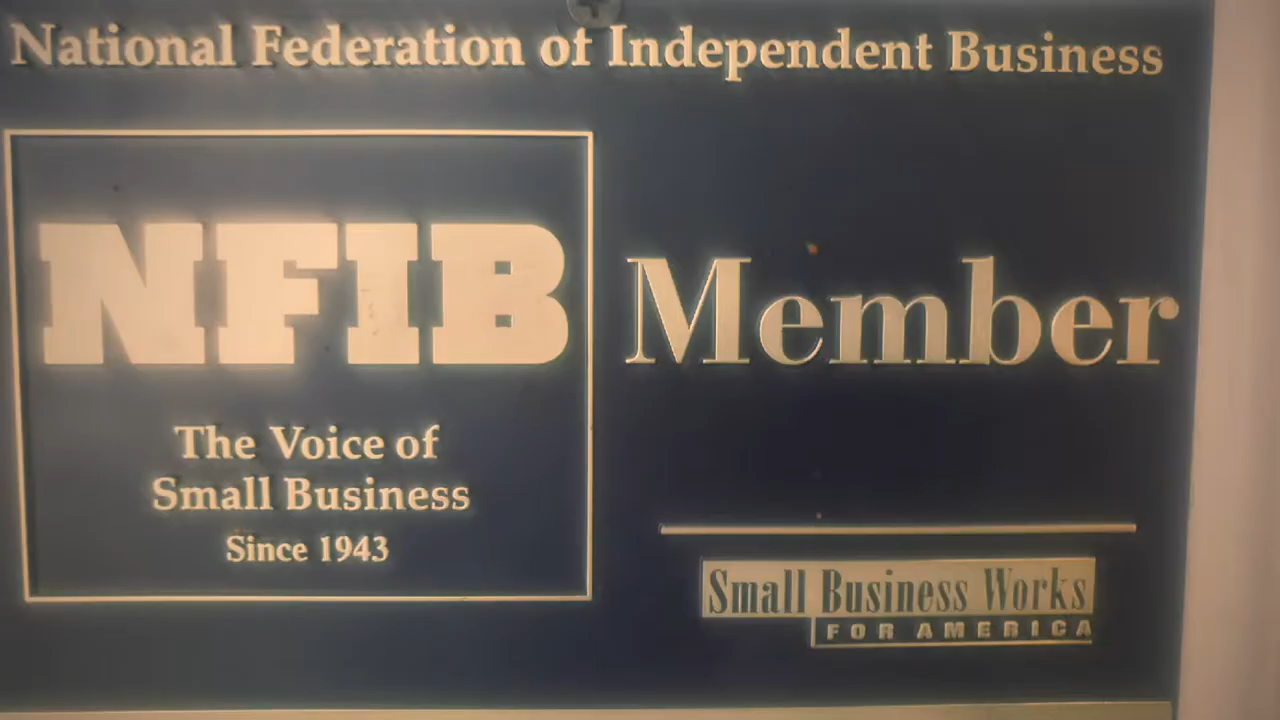 National Federation of Independent Business
NFIB
The Voice of
Small Business
Since 1943
Member
Small Business Works
FOR AMERICA